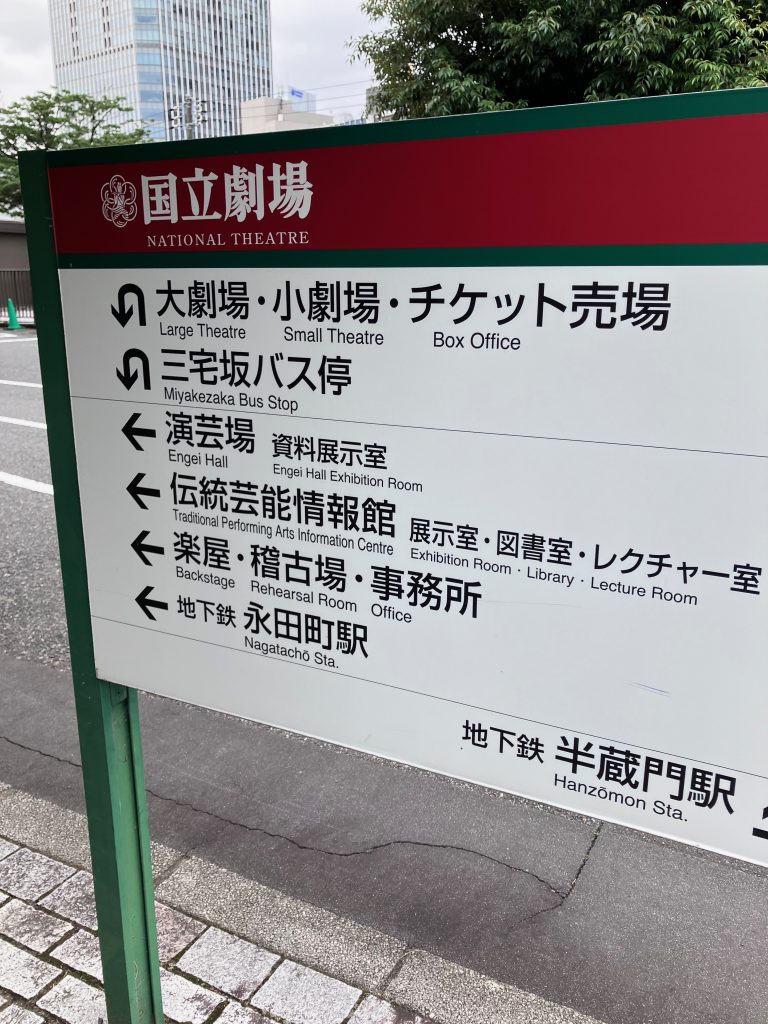 国立劇場
NATIONAL THEATRE
大劇場・小劇場・チケット売場
Large Theatre Small Theatre Box Office
三宅坂バス停
Miyakezaka Bus Stop
演芸場 資料展示室
Engei Hall Engei Hall Exhibition Room
伝統芸能情報館 展示室・図書室・レクチャー室
Traditional Performing Arts Information Centre Exhibition Room · Library · Lecture Room
楽屋・稽古場・事務所
Backstage Rehearsal Room Office
地下鉄 永田町駅
Nagatachō Sta.
地下鉄 半蔵門駅
Hanzōmon Sta.